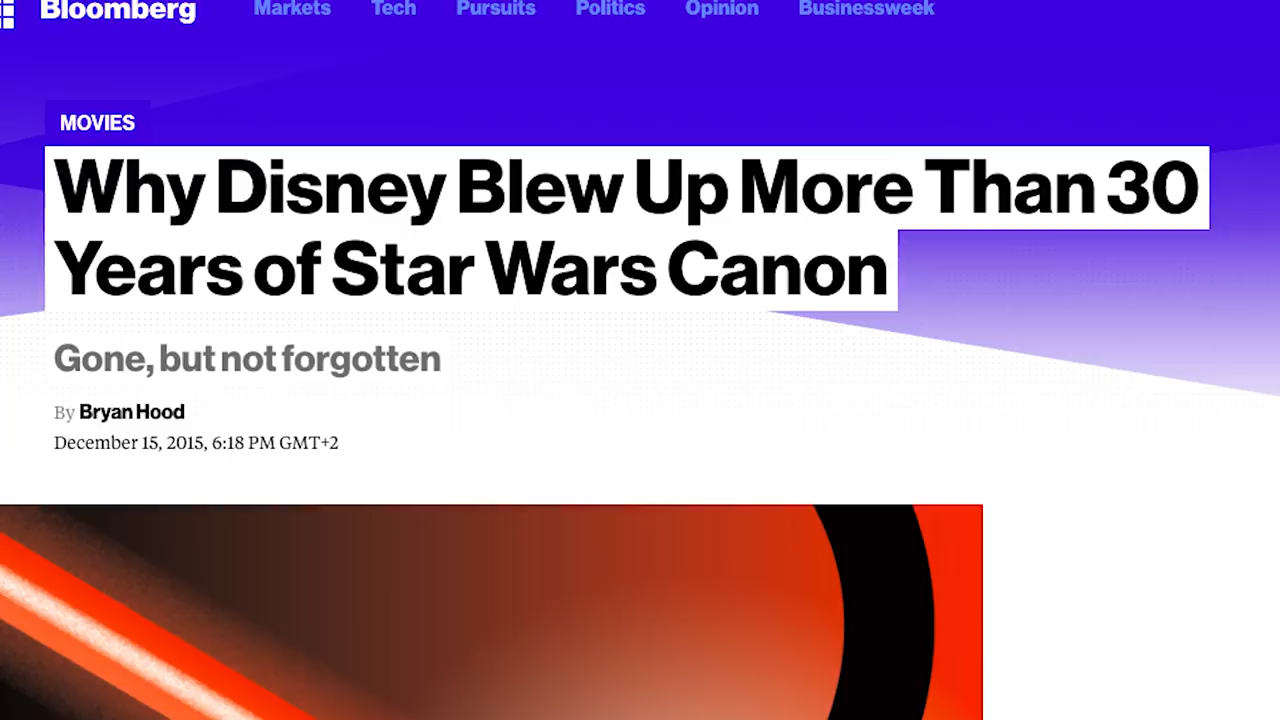 Bloomberg
Markets Tech Pursuits Politics Opinion Businessweek
MOVIES
Why Disney Blew Up More Than 30
Years of Star Wars Canon
Gone, but not forgotten
By Bryan Hood
December 15, 2015, 6:18 PM GMT+2